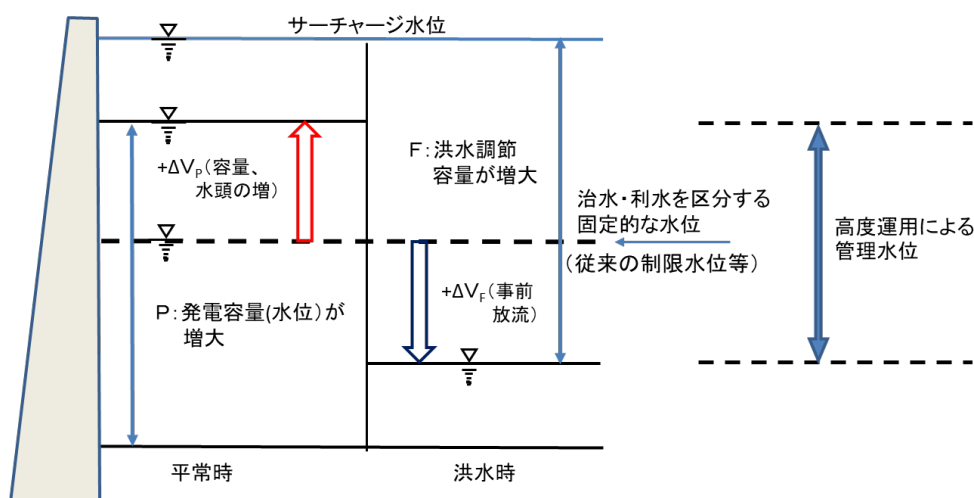 サーチャージ水位
+ΔVP(容量、
水頭の増)
F:洪水調節
容量が増大
治水・利水を区分する
固定的な水位
(従来の制限水位等)
高度運用による
管理水位
P:発電容量(水位)が
増大
+ΔVF(事前
放流)
平常時
洪水時